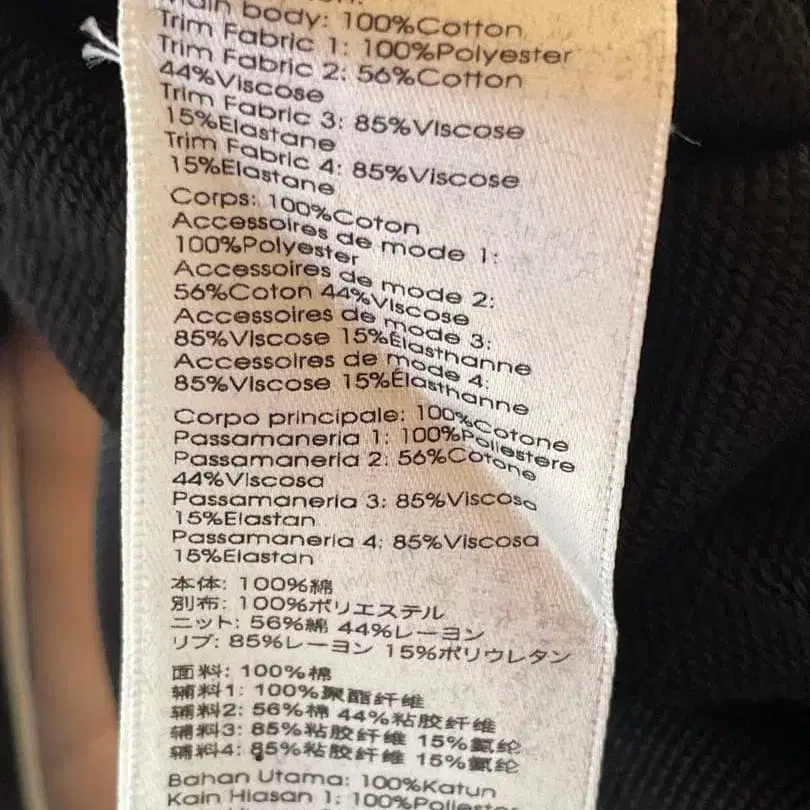 Main body: 100%Cotton
Trim Fabric 1: 100%Polyester
Trim Fabric 2: 56%Cotton
44%Viscose
Trim Fabric 3: 85%Viscose
15%Elastane
Trim Fabric 4: 85%Viscose
15%Elastane
Corps: 100%Coton
Accessoires de mode 1:
100%Polyester
Accessoires de mode 2:
56%Coton 44%Viscose
Accessoires de mode 3:
85%Viscose 15%Élasthanne
Accessoires de mode 4:
85%Viscose 15%Élasthanne
Corpo principale: 100%Cotone
Passamaneria 1: 100%Poliestere
Passamaneria 2: 56%Cotone
44%Viscosa
Passamaneria 3: 85%Viscosa
15%Elastan
Passamaneria 4: 85%Viscosa
15%Elastan
本体: 100%綿
別布: 100%ポリエステル
ニット: 56%綿 44%レーヨン
リブ: 85%レーヨン 15%ポリウレタン
面料: 100%棉
辅料1: 100%聚酯纤维
辅料2: 56%棉 44%粘胶纤维
辅料3: 85%粘胶纤维 15%氨纶
辅料4: 85%粘胶纤维 15%氨纶
Bahan Utama: 100%Katun
Kain Hiasan 1: 100%Poliester